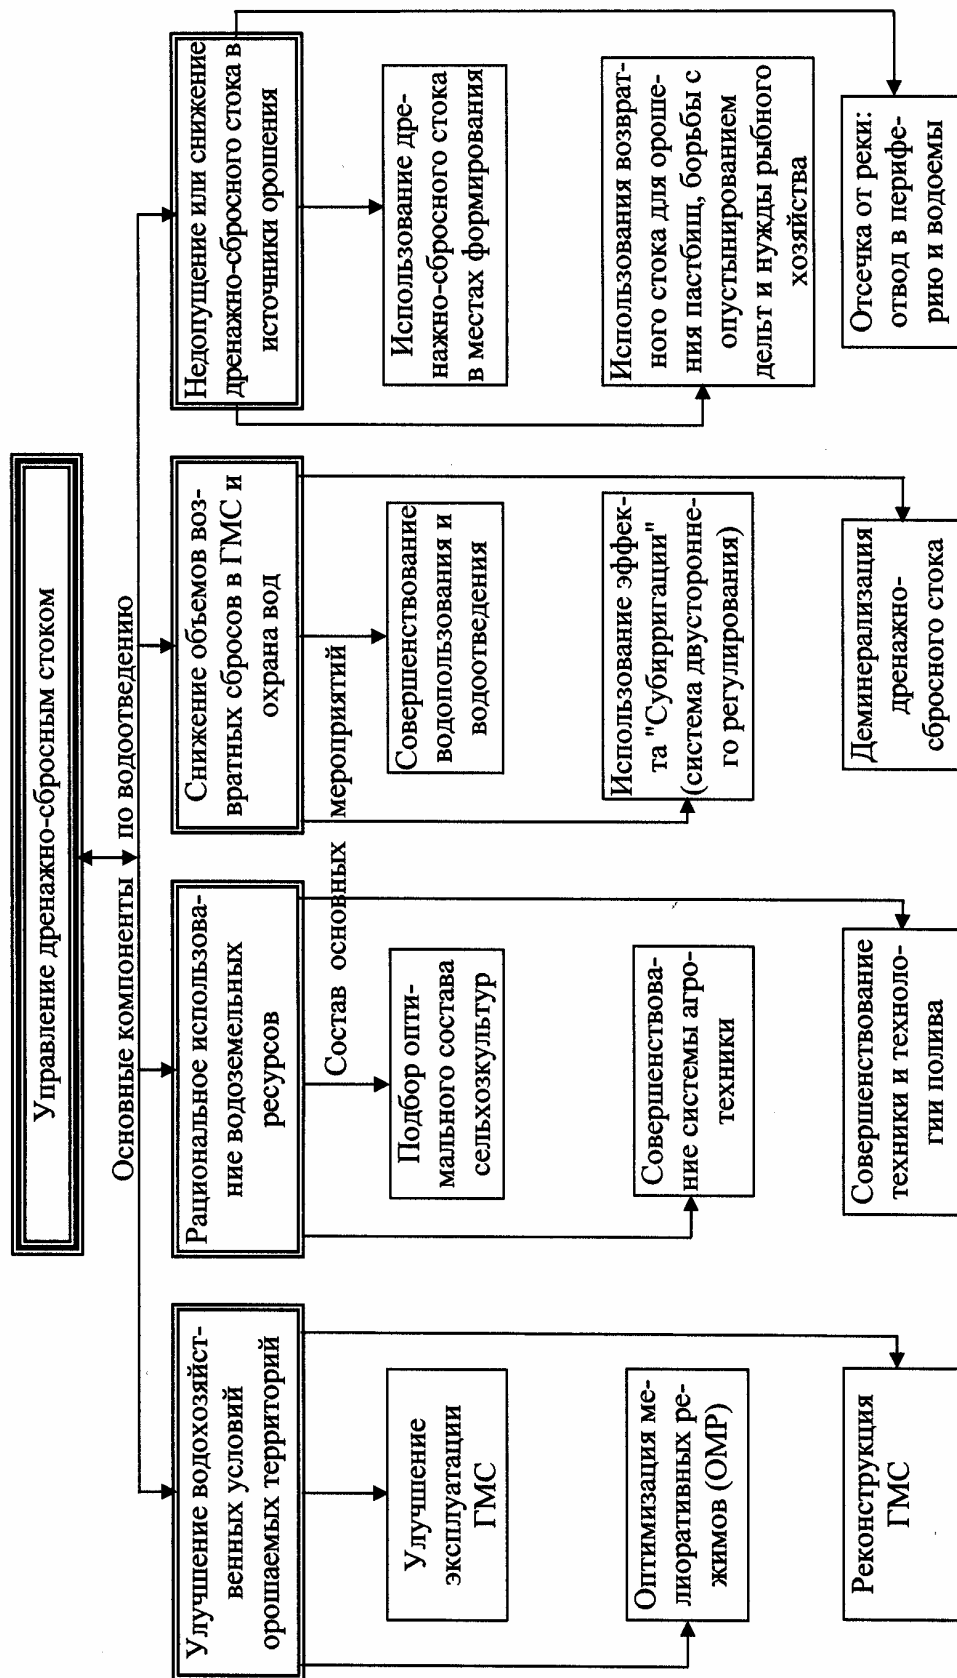 Управление дренажно-сбросным стоком
Основные компоненты по водоотведению
Улучшение водохозяйст-
венных условий
орошаемых территорий
Рациональное использова-
ние водоземельных
ресурсов
Снижение объемов воз-
вратных сбросов в ГМС и
охрана вод
Недопущение или снижение
дренажно-сбросного стока в
источники орошения
Состав основных мероприятий
Улучшение
эксплуатации
ГМС
Подбор опти-
мального состава
сельхозкультур
Совершенствование
водопользования и
водоотведения
Использование дре-
нажно-сбросного стока
в местах формирования
Оптимизация ме-
лиоративных ре-
жимов (ОМР)
Совершенствова-
ние системы агро-
техники
Использование эффек-
та "Субирригации"
(система двусторонне-
го регулирования)
Использования возврат-
ного стока для ороше-
ния пастбищ, борьбы с
опустынированием
дельт и нужды рыбного
хозяйства
Реконструкция
ГМС
Совершенствование
техники и техноло-
гии полива
Деминерализация
дренажно-
сбросного стока
Отсечка от реки:
отвод в перифе-
рию и водоемы